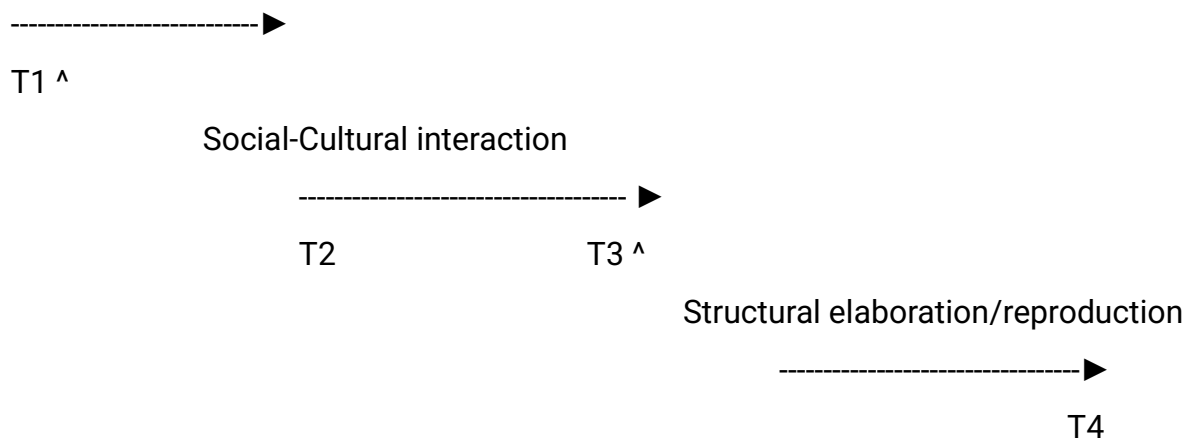 ----------------------------►
T1 ^
Social-Cultural interaction
------------------------------------- ►
T2 T3 ^
Structural elaboration/reproduction
----------------------------------►
T4